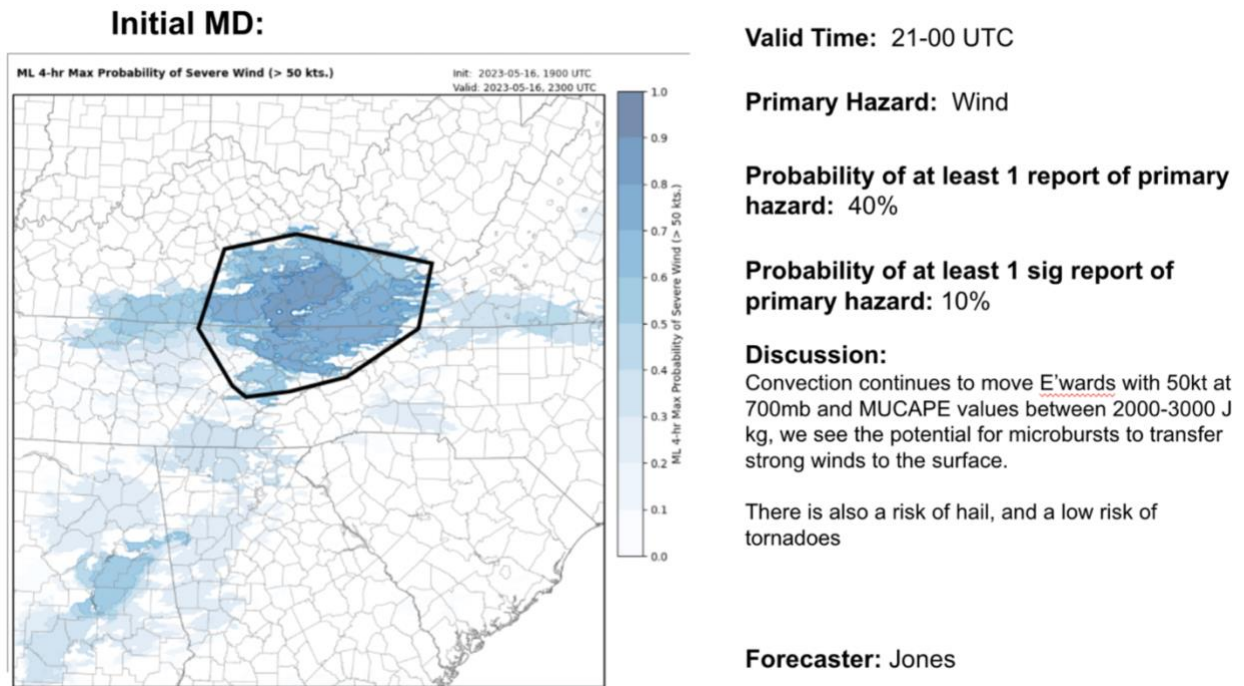 Initial MD:
ML 4-hr Max Probability of Severe Wind (> 50 kts.)
Init: 2023-05-16, 1900 UTC
Valid: 2023-05-16, 2300 UTC
1.0
0.9
0.8
0.7
0.6
0.5
0.4
0.3
0.2
0.1
0.0
ML 4-hr Max Probability of Severe Wind (> 50 kts.)
Valid Time: 21-00 UTC
Primary Hazard: Wind
Probability of at least 1 report of primary
hazard: 40%
Probability of at least 1 sig report of
primary hazard: 10%
Discussion:
Convection continues to move E'wards with 50kt at
700mb and MUCAPE values between 2000-3000 J
kg, we see the potential for microbursts to transfer
strong winds to the surface.
There is also a risk of hail, and a low risk of
tornadoes
Forecaster: Jones